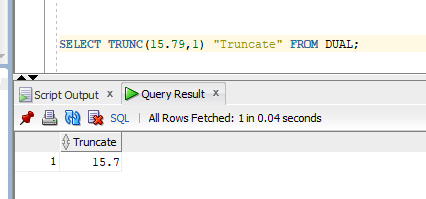 SELECT TRUNC(15.79,1) "Truncate" FROM DUAL;
Script Output x Query Result x
SQL | All Rows Fetched: 1 in 0.04 seconds
Truncate
1 15.7